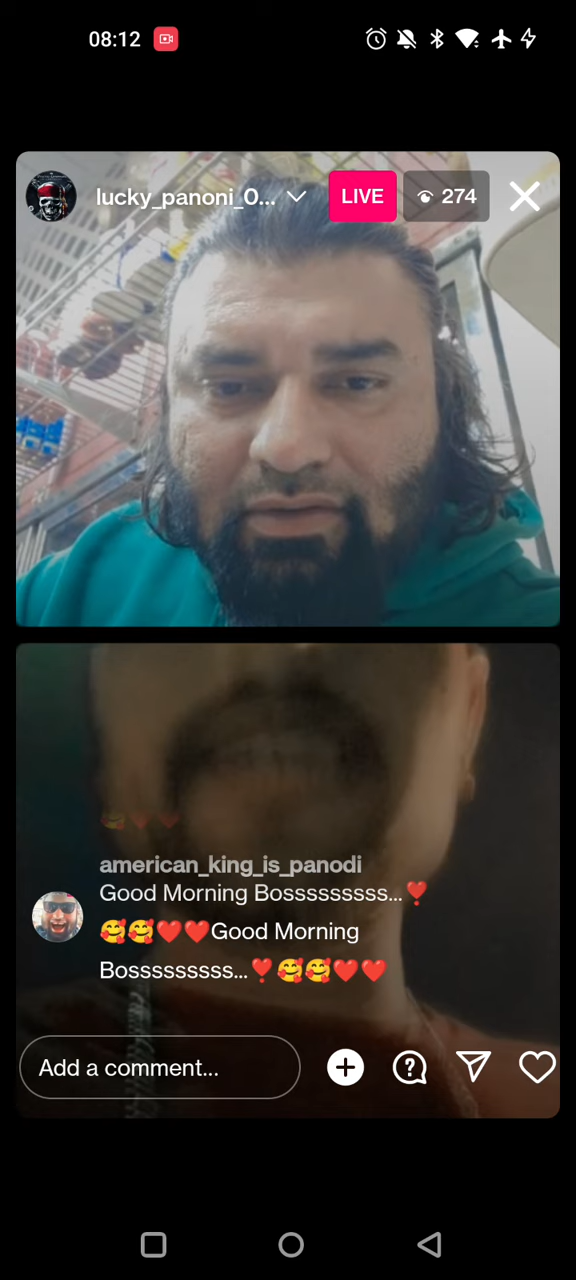 08:12
lucky_panoni_0...
LIVE
274
american_king_is_panodi
Good Morning Bosssssssss...❣️
🥰🥰❤️❤️Good Morning
Bosssssssss...❣️🥰🥰❤️❤️
Add a comment...